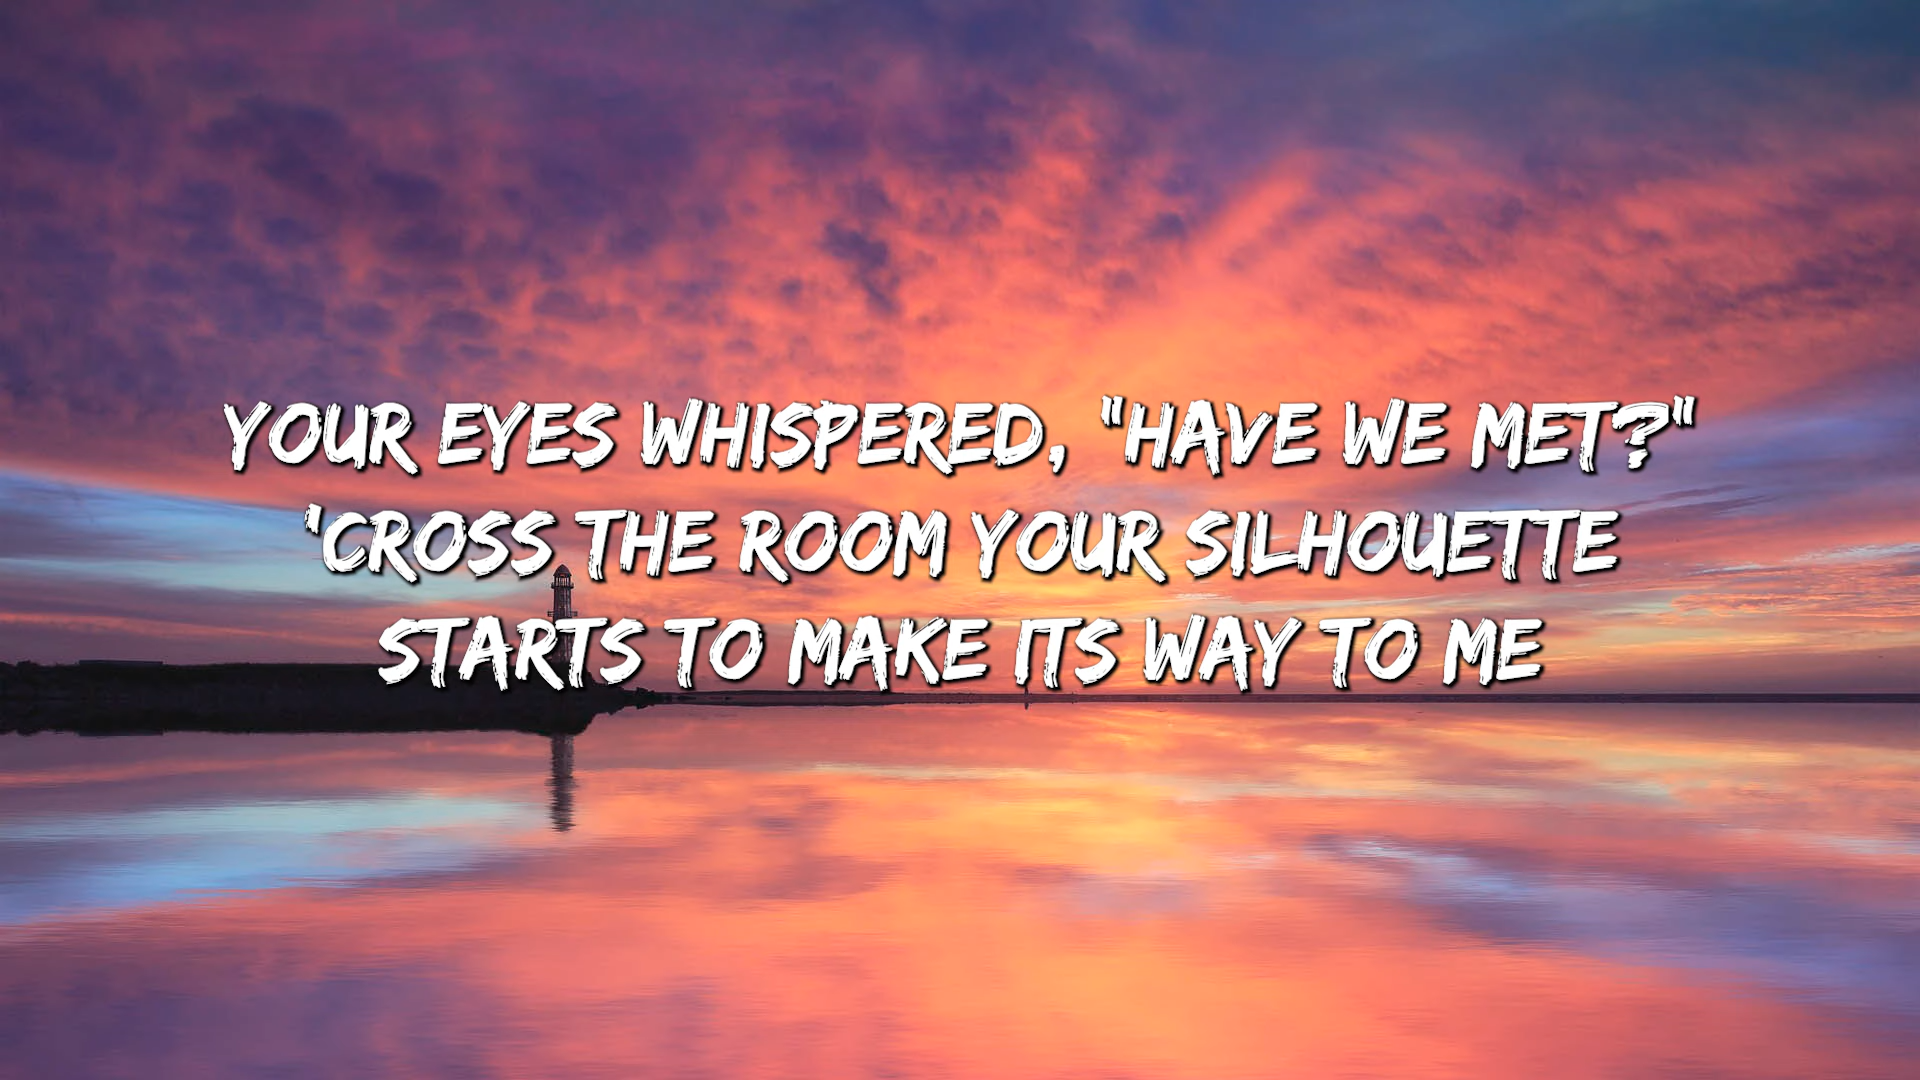 YOUR EYES WHISPERED, "HAVE WE MET?"
'CROSS THE ROOM YOUR SILHOUETTE
STARTS TO MAKE ITS WAY TO ME